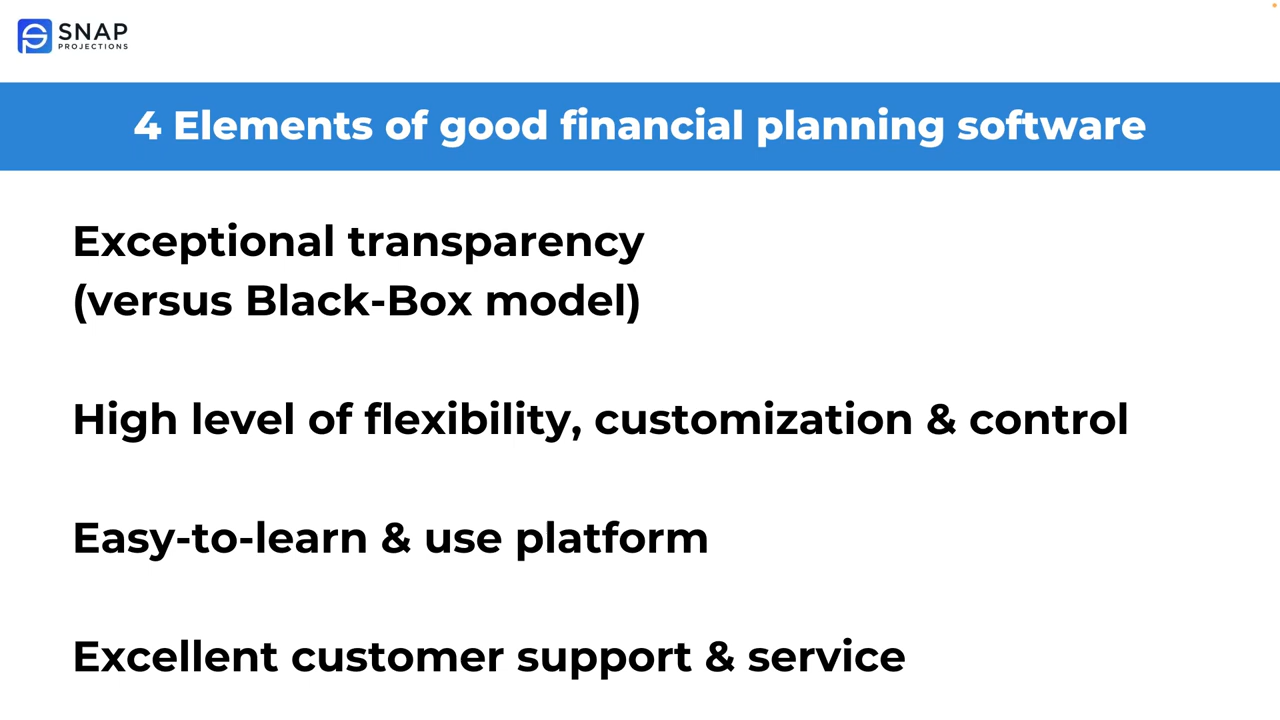 SNAP
PROJECTIONS
4 Elements of good financial planning software
Exceptional transparency
(versus Black-Box model)
High level of flexibility, customization & control
Easy-to-learn & use platform
Excellent customer support & service